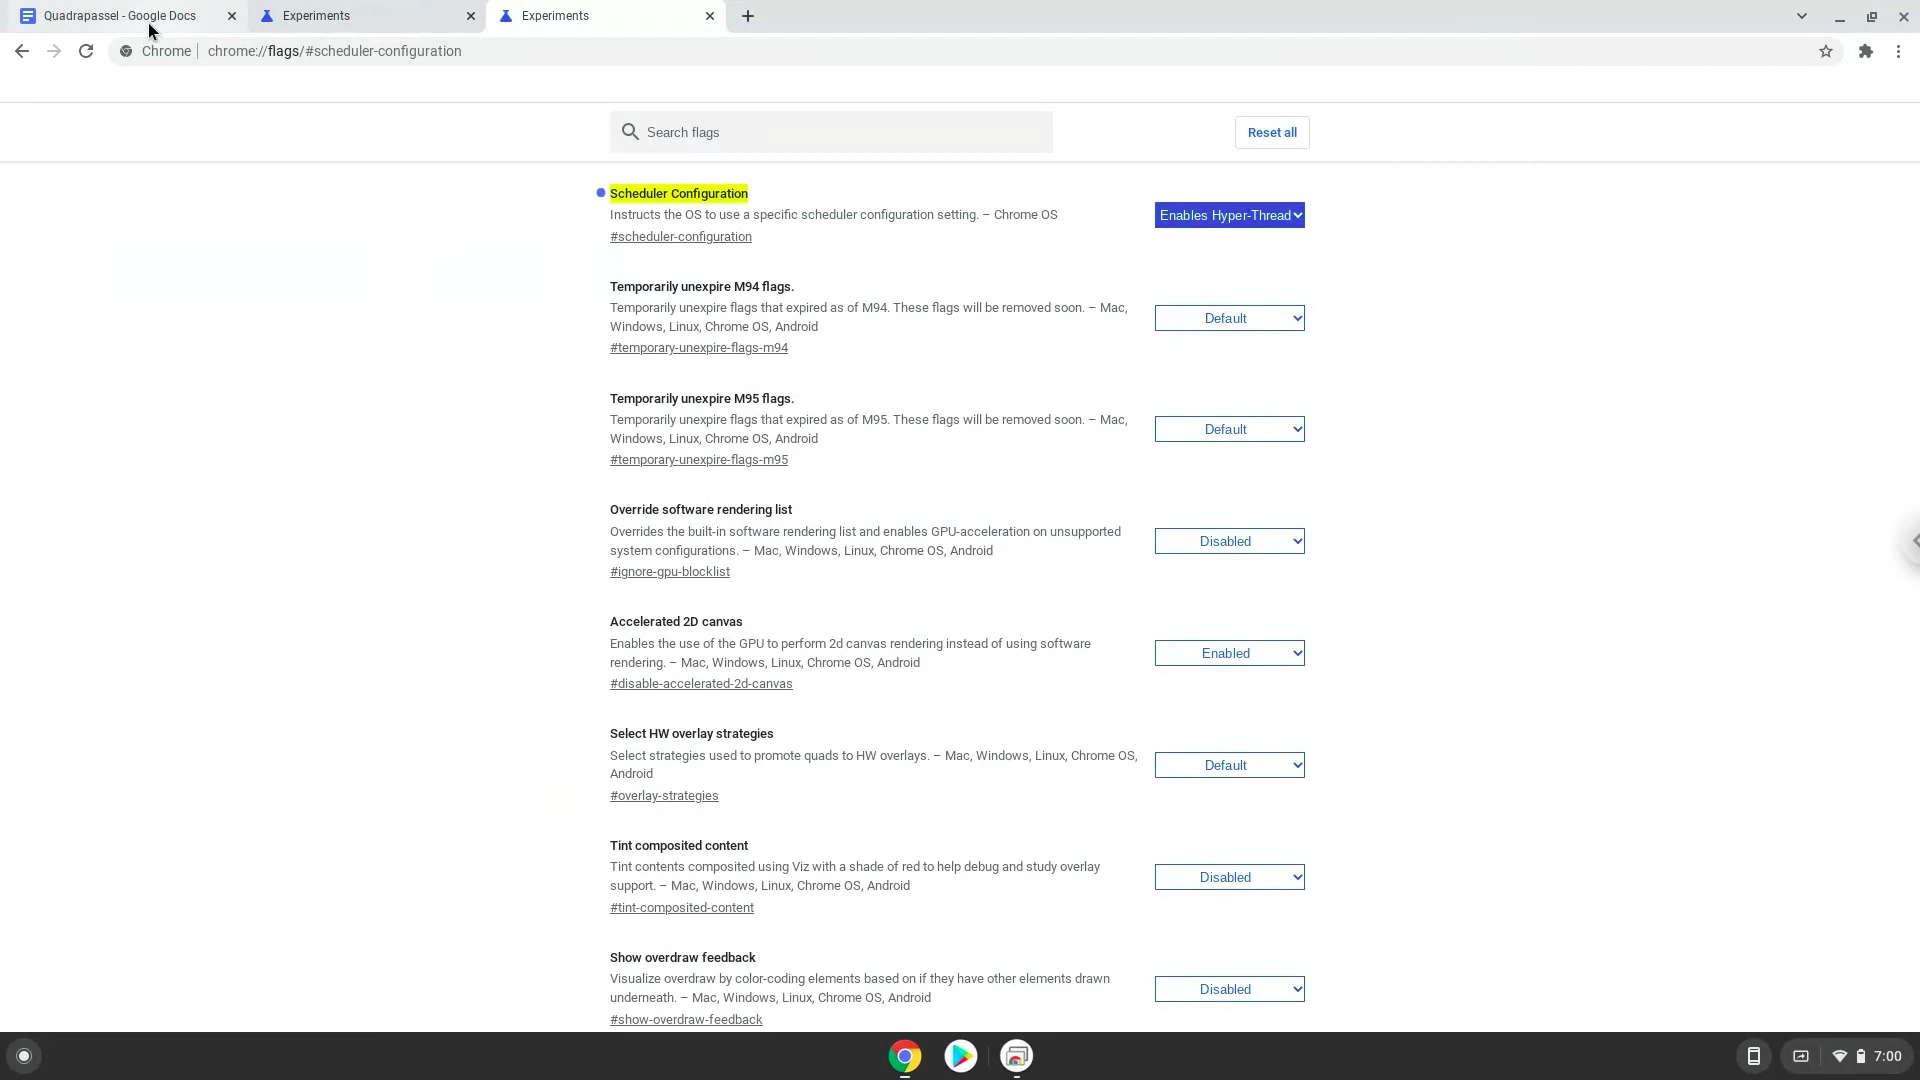 Quadrapassel - Google Docs
Experiments
Experiments
Chrome
chrome://flags/#scheduler-configuration
Search flags
Reset all
Scheduler Configuration
Instructs the OS to use a specific scheduler configuration setting. – Chrome OS
#scheduler-configuration
Enables Hyper-Thread
Temporarily unexpire M94 flags.
Temporarily unexpire flags that expired as of M94. These flags will be removed soon. – Mac,
Windows, Linux, Chrome OS, Android
#temporary-unexpire-flags-m94
Default
Temporarily unexpire M95 flags.
Temporarily unexpire flags that expired as of M95. These flags will be removed soon. – Mac,
Windows, Linux, Chrome OS, Android
#temporary-unexpire-flags-m95
Default
Override software rendering list
Overrides the built-in software rendering list and enables GPU-acceleration on unsupported
system configurations. – Mac, Windows, Linux, Chrome OS, Android
#ignore-gpu-blocklist
Disabled
Accelerated 2D canvas
Enables the use of the GPU to perform 2d canvas rendering instead of using software
rendering. – Mac, Windows, Linux, Chrome OS, Android
#disable-accelerated-2d-canvas
Enabled
Select HW overlay strategies
Select strategies used to promote quads to HW overlays. – Mac, Windows, Linux, Chrome OS,
Android
#overlay-strategies
Default
Tint composited content
Tint contents composited using Viz with a shade of red to help debug and study overlay
support. – Mac, Windows, Linux, Chrome OS, Android
#tint-composited-content
Disabled
Show overdraw feedback
Visualize overdraw by color-coding elements based on if they have other elements drawn
underneath. – Mac, Windows, Linux, Chrome OS, Android
#show-overdraw-feedback
Disabled
7:00